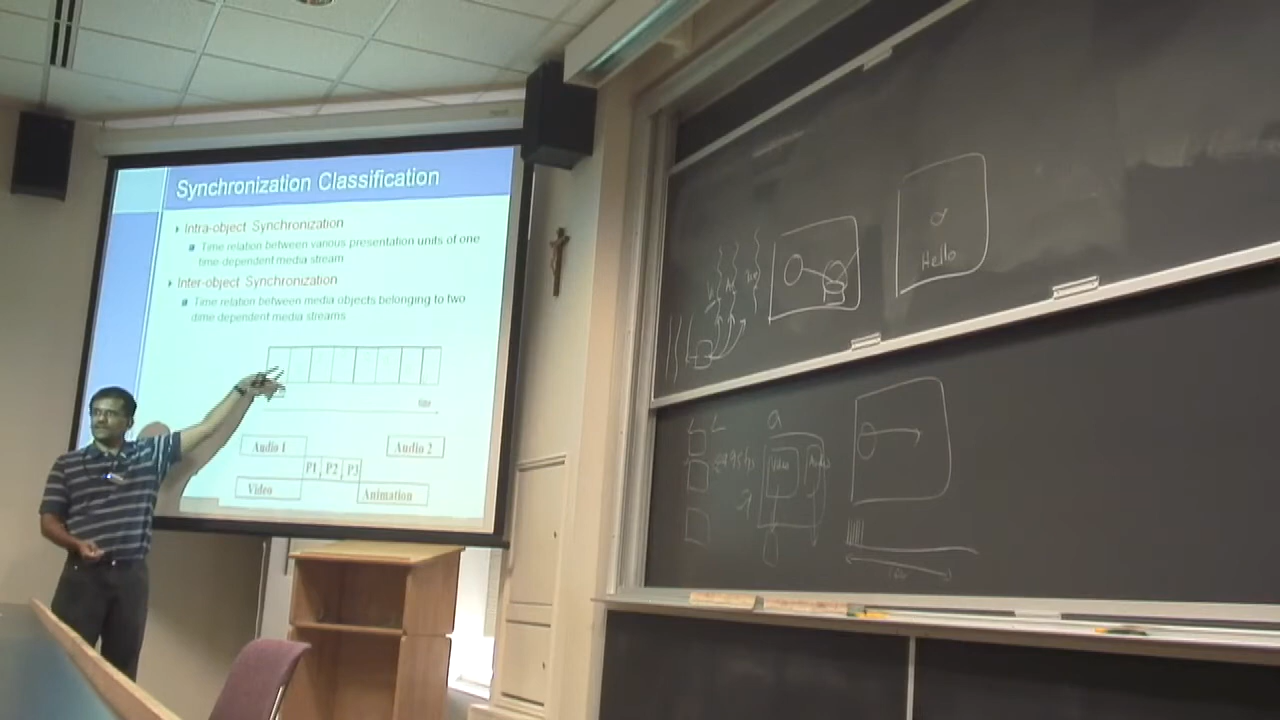 Synchronization Classification
Intra-object Synchronization
Time relation between various presentation units of one
time dependent media stream
Inter-object Synchronization
Time relation between media objects belonging to two
dime dependent media streams
time
Audio 1
Audio 2
P1
P2
P3
Video
Animation
Hello
a
Video